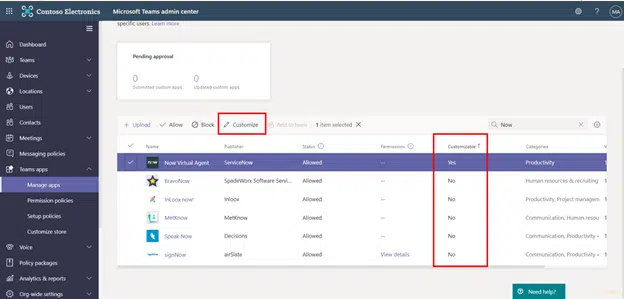 Contoso Electronics
Microsoft Teams admin center
MA
specific users. Learn more
Dashboard
Teams
Devices
Locations
Users
Contacts
Meetings
Messaging policies
Teams apps
Manage apps
Permission policies
Setup policies
Customize store
Voice
Policy packages
Analytics & reports
Org-wide settings
Pending approval
0 0
Submitted custom apps Updated custom apps
Upload Allow Block Customize Add to team 1 item selected Now
Name Publisher Status Permissions Customizable ↑ Categories
Now Virtual Agent ServiceNow Allowed -- Yes Productivity
BravoNow SpadeWorx Software Servic... Allowed -- No Human resources & recruiting
InLoox now! Inloox Allowed -- No Productivity, Project managem
MetKnow MetKnow Allowed -- No Communication, Human resou
Speak Now Decisions Allowed -- No Communication, Productivity
signNow airSlate Allowed View details No Communication, Productivity
Need help?